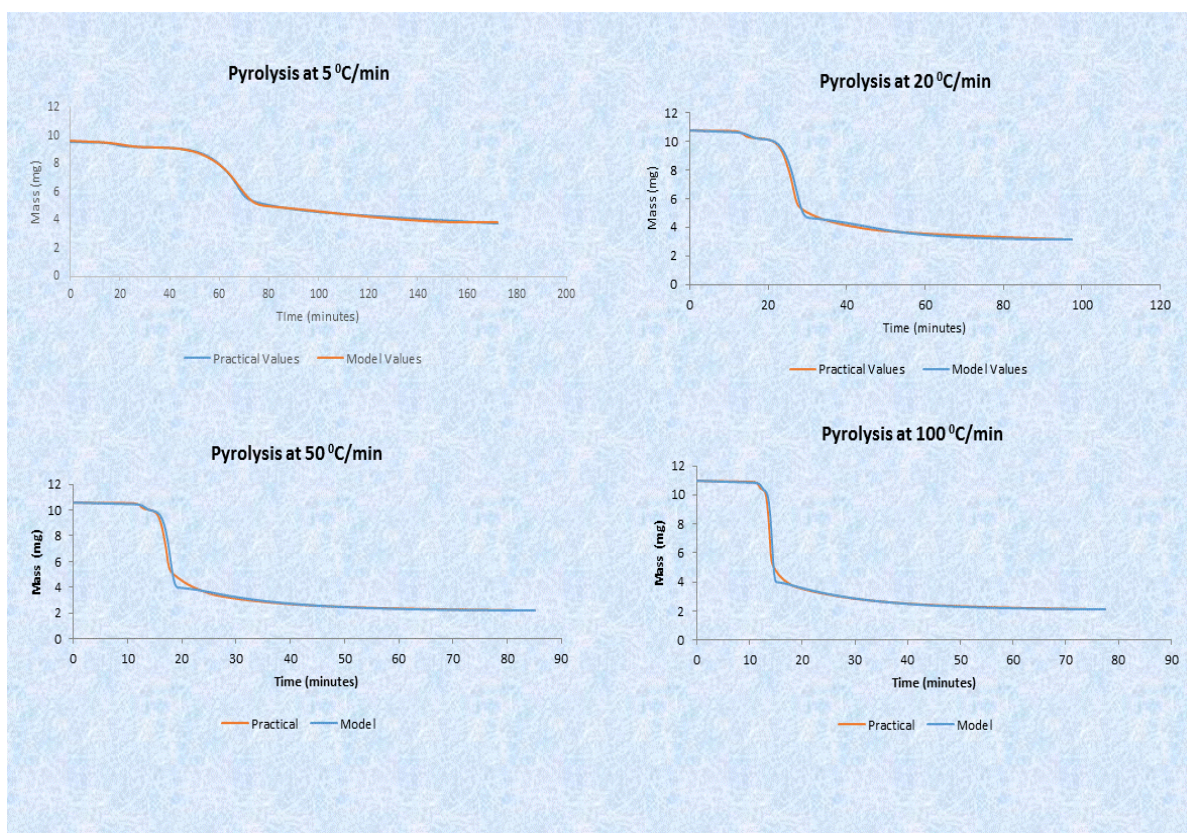 Pyrolysis at 5 ⁰C/min
12
10
8
6
4
2
0
Mass (mg)
0 20 40 60 80 100 120 140 160 180 200
TIme (minutes)
Practical Values Model Values
Pyrolysis at 20 ⁰C/min
12
10
8
6
4
2
0
Mass (mg)
0 20 40 60 80 100 120
Time (minutes)
Practical Values Model Values
Pyrolysis at 50 ⁰C/min
12
10
8
6
4
2
0
Mass (mg)
0 10 20 30 40 50 60 70 80 90
Time (minutes)
Practical Model
Pyrolysis at 100 ⁰C/min
12
10
8
6
4
2
0
Mass (mg)
0 10 20 30 40 50 60 70 80 90
Time (minutes)
Practical Model